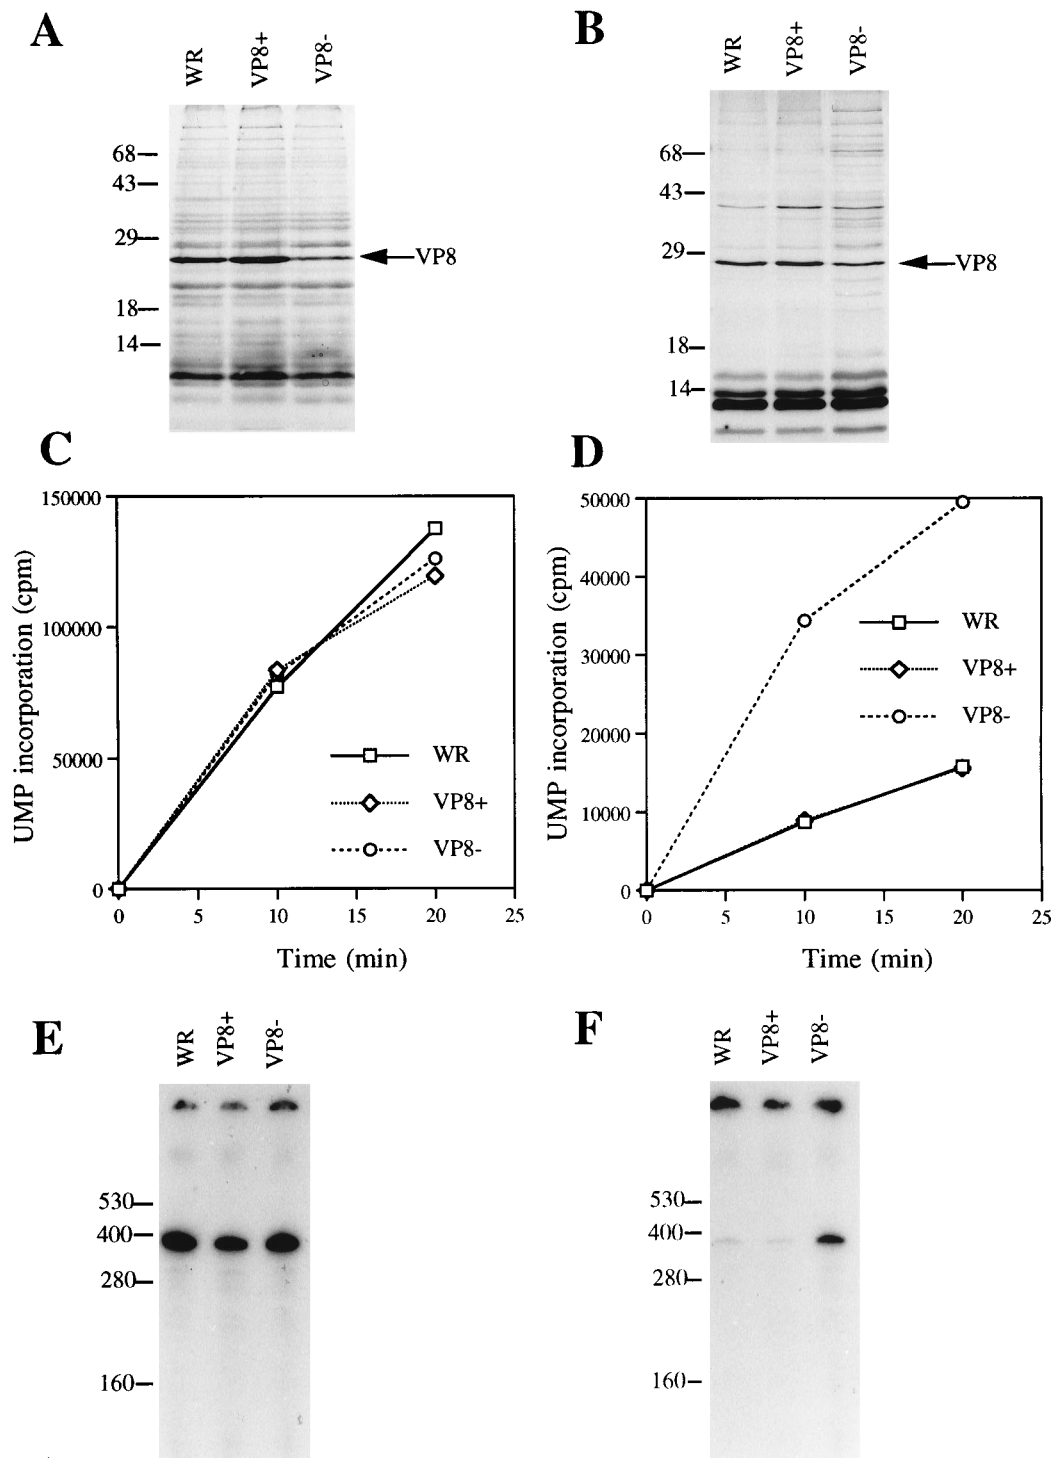 A
WR
VP8+
VP8-
68
43
29
18
14
VP8
B
WR
VP8+
VP8-
68
43
29
18
14
VP8
C
UMP incorporation (cpm)
150000
100000
50000
0
0 5 10 15 20 25
Time (min)
WR
VP8+
VP8-
D
UMP incorporation (cpm)
50000
40000
30000
20000
10000
0
0 5 10 15 20 25
Time (min)
WR
VP8+
VP8-
E
WR
VP8+
VP8-
530
400
280
160
F
WR
VP8+
VP8-
530
400
280
160